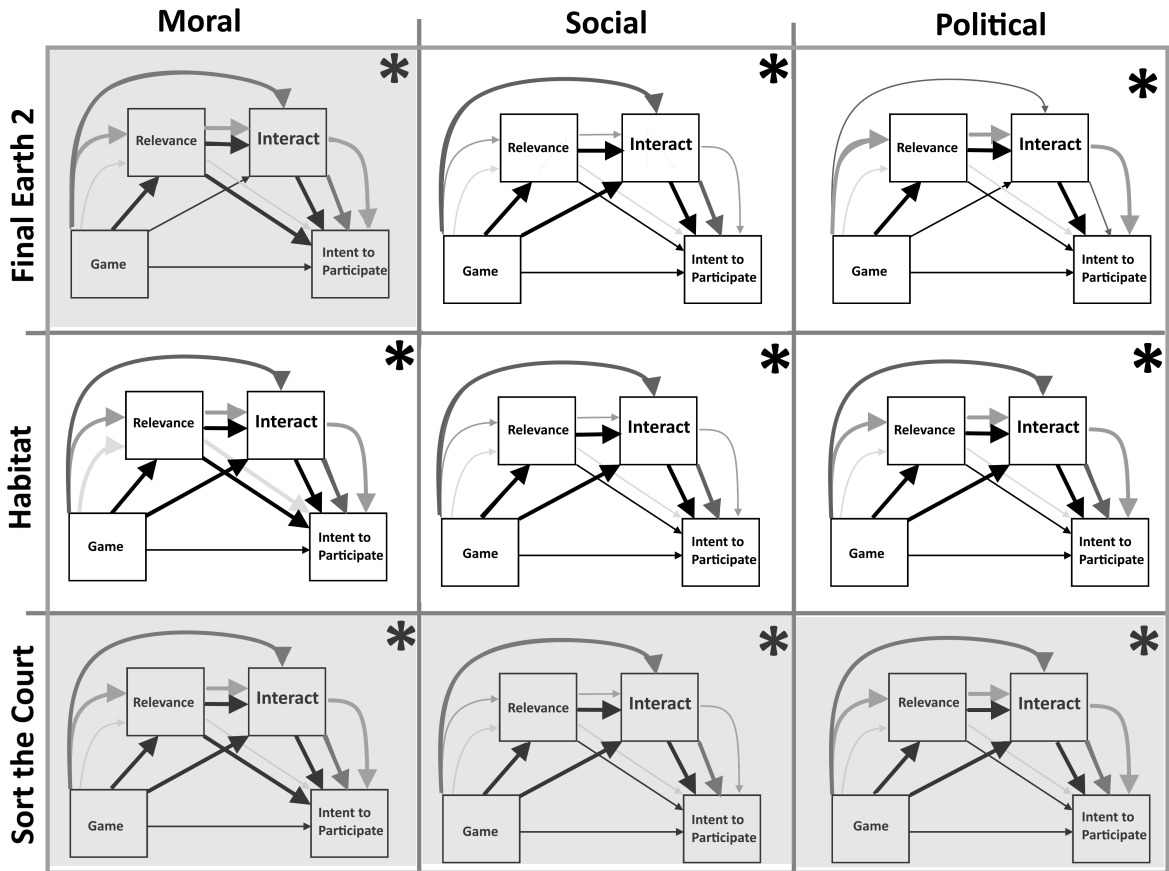 Moral Social Political
Final Earth 2
*
Relevance Interact
Game
Intent to
Participate
*
Relevance Interact
Game
Intent to
Participate
*
Relevance Interact
Game
Intent to
Participate
Habitat
*
Relevance Interact
Game
Intent to
Participate
*
Relevance Interact
Game
Intent to
Participate
*
Relevance Interact
Game
Intent to
Participate
Sort the Court
*
Relevance Interact
Game
Intent to
Participate
*
Relevance Interact
Game
Intent to
Participate
*
Relevance Interact
Game
Intent to
Participate